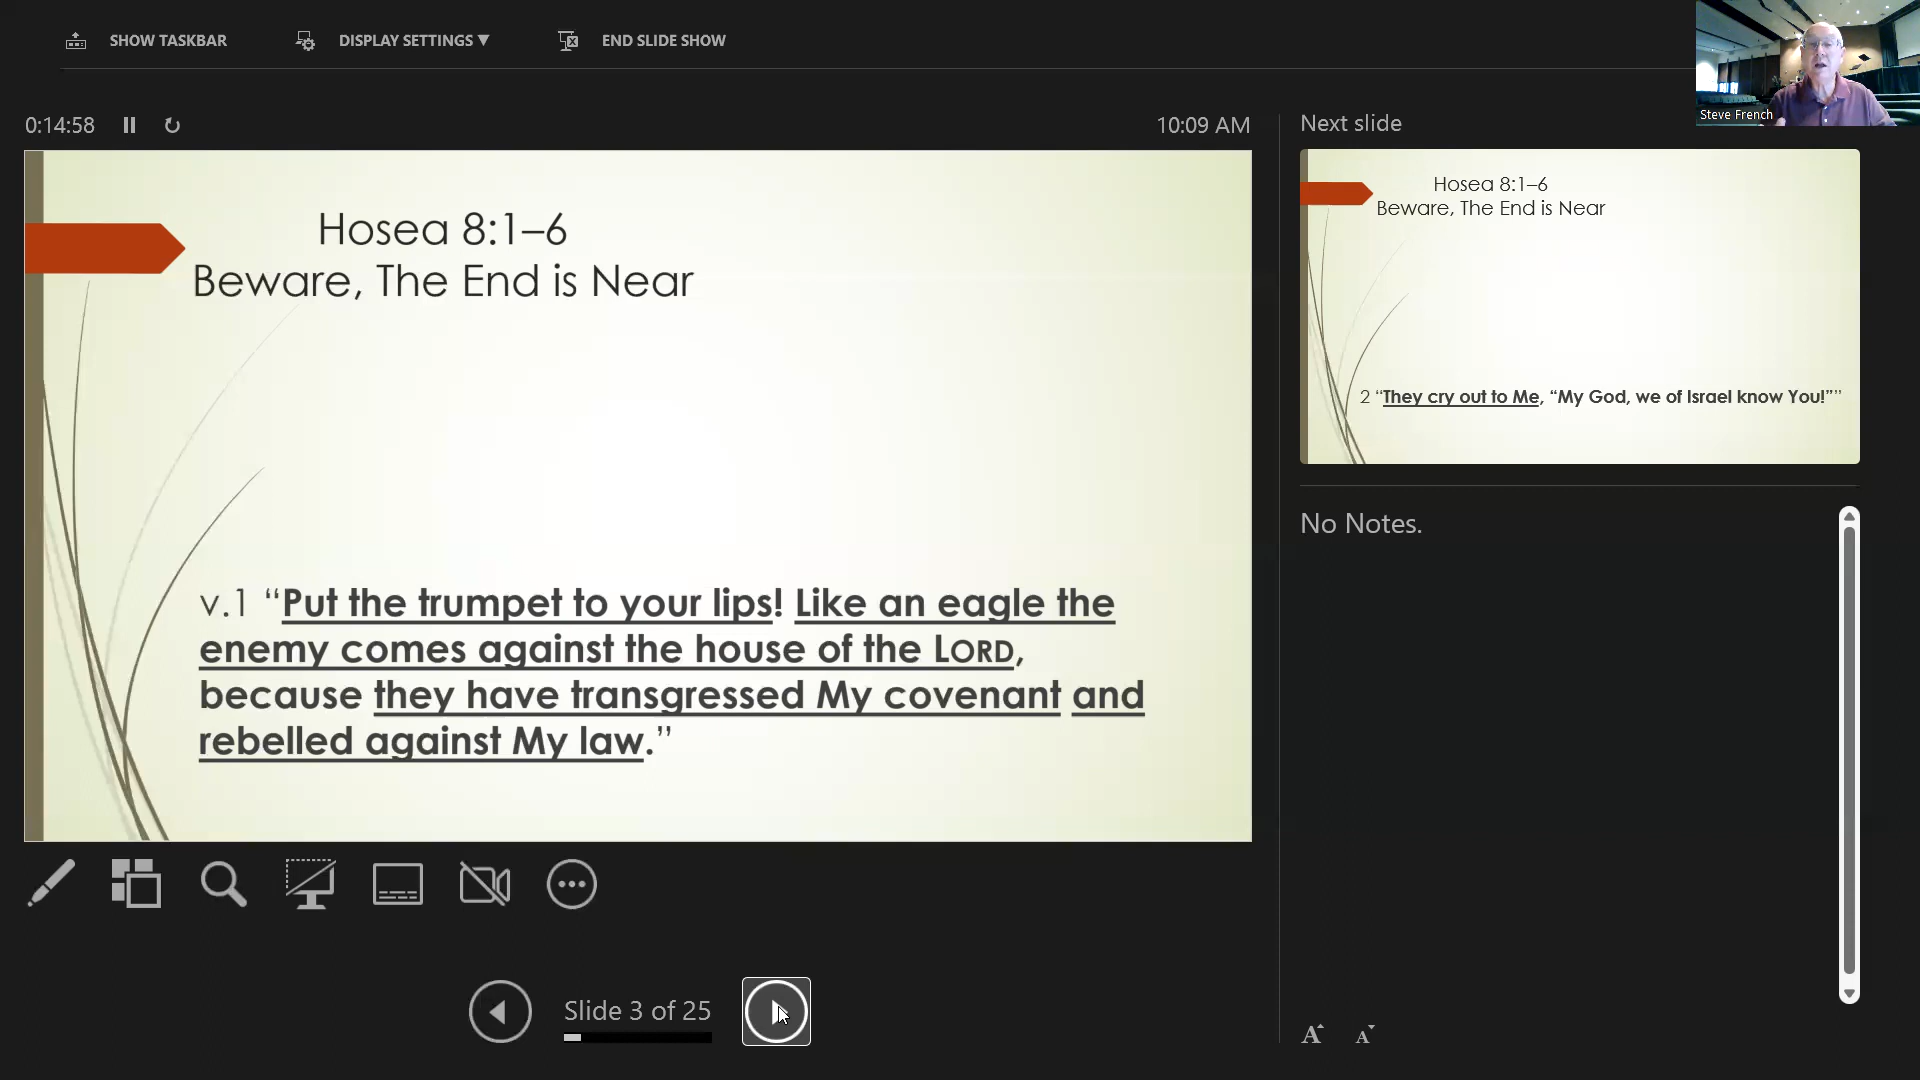 SHOW TASKBAR
DISPLAY SETTINGS ▼
END SLIDE SHOW
Steve French
0:14:58
10:09 AM
Hosea 8:1–6
Beware, The End is Near
v.1 “Put the trumpet to your lips! Like an eagle the
enemy comes against the house of the LORD,
because they have transgressed My covenant and
rebelled against My law.”
Slide 3 of 25
Next slide
Hosea 8:1–6
Beware, The End is Near
2 “They cry out to Me, “My God, we of Israel know You!””
No Notes.
A A